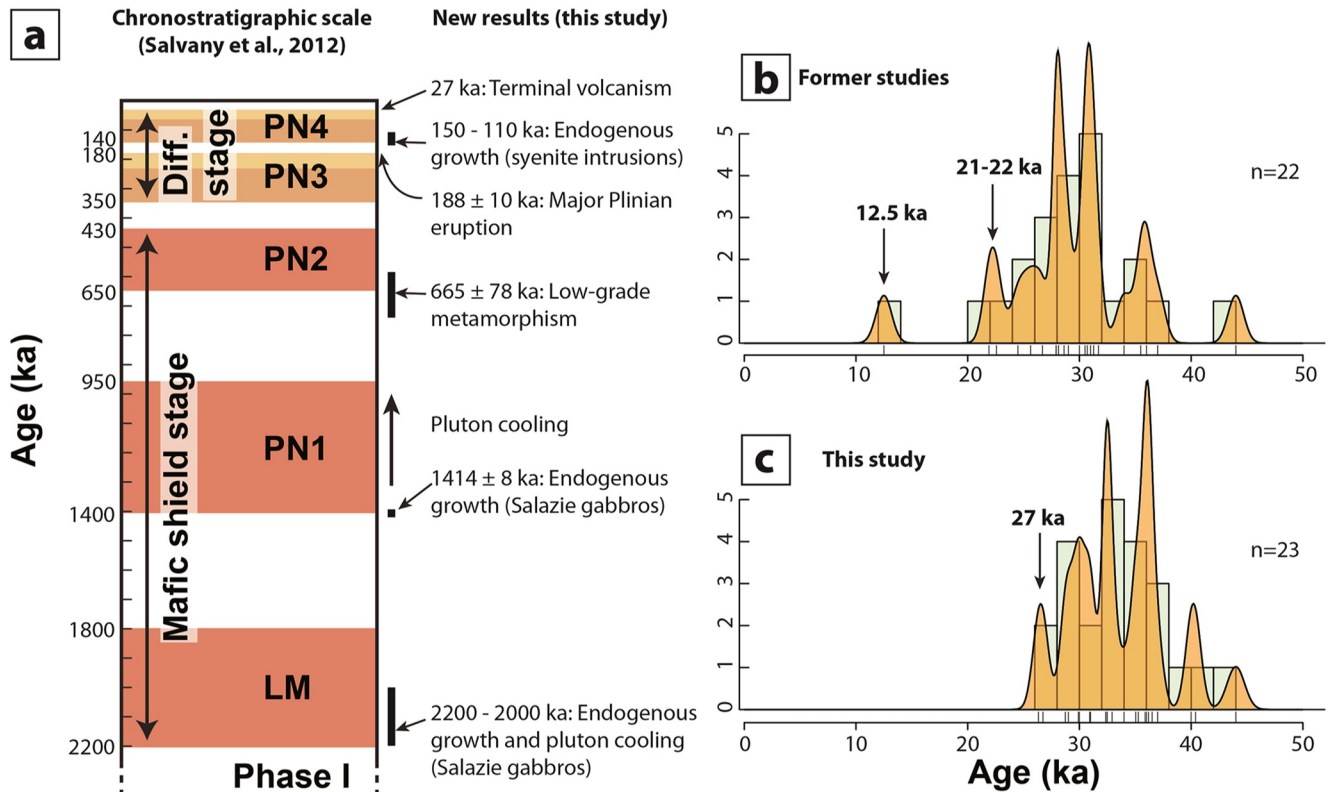 a
Chronostratigraphic scale
(Salvany et al., 2012)
New results (this study)
Age (ka)
140
180
350
430
650
950
1400
1800
2200
Diff.
stage
Mafic shield stage
PN4
PN3
PN2
PN1
LM
Phase I
27 ka: Terminal volcanism
150 - 110 ka: Endogenous
growth (syenite intrusions)
188 ± 10 ka: Major Plinian
eruption
665 ± 78 ka: Low-grade
metamorphism
Pluton cooling
1414 ± 8 ka: Endogenous
growth (Salazie gabbros)
2200 - 2000 ka: Endogenous
growth and pluton cooling
(Salazie gabbros)
b
Former studies
5
4
3
2
1
0
12.5 ka
21-22 ka
n=22
0 10 20 30 40 50
c
This study
5
4
3
2
1
0
27 ka
n=23
0 10 20 30 40 50
Age (ka)